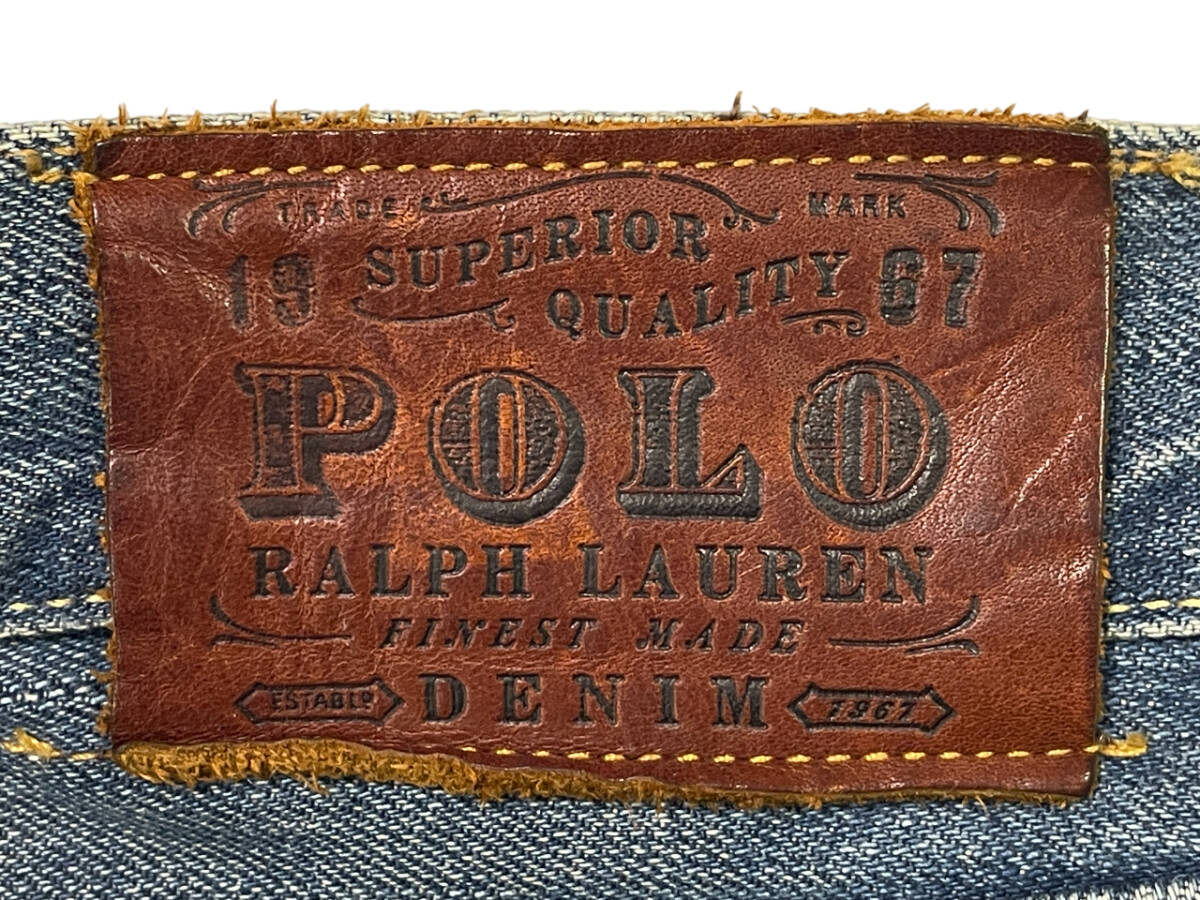 TRADE MARK
19 SUPERIOR QUALITY 67
POLO
RALPH LAUREN
FINEST MADE
ESTABLD DENIM 1967